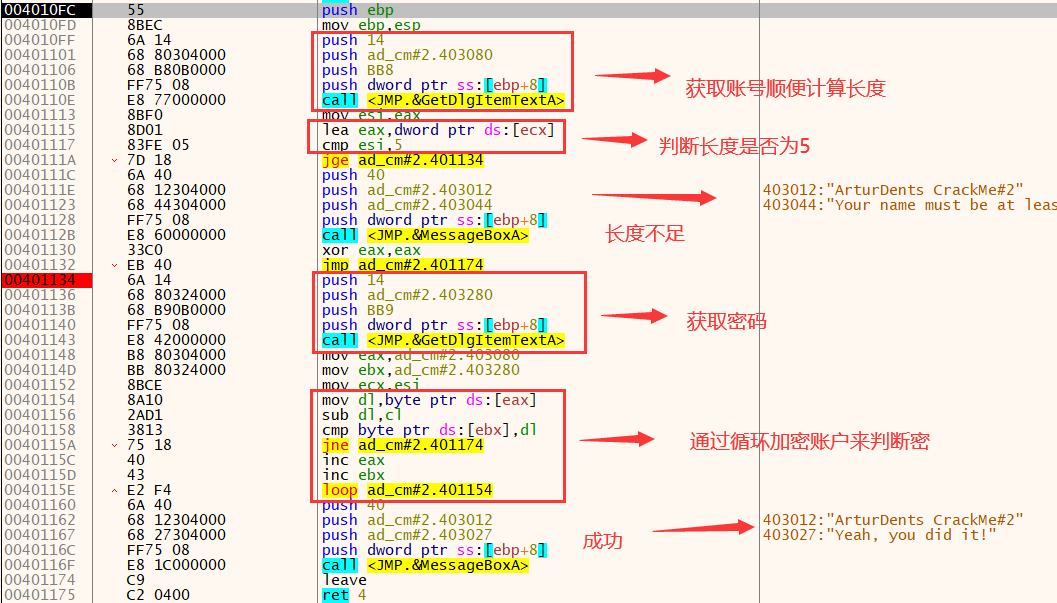 004010FC 55 push ebp
004010FD 8BEC mov ebp,esp
004010FF 6A 14 push 14
00401101 68 80304000 push ad_cm#2.403080
00401106 68 B80B0000 push BB8
0040110B FF75 08 push dword ptr ss:[ebp+8] 获取账号顺便计算长度
0040110E E8 77000000 call <JMP.&GetDlgItemTextA>
00401113 8BF0 mov esi,eax
00401115 8D01 lea eax,dword ptr ds:[ecx]
00401117 83FE 05 cmp esi,5 判断长度是否为5
0040111A 7D 18 jge ad_cm#2.401134
0040111C 6A 40 push 40
0040111E 68 12304000 push ad_cm#2.403012 403012:"ArturDents CrackMe#2"
00401123 68 44304000 push ad_cm#2.403044 403044:"Your name must be at leas
00401128 FF75 08 push dword ptr ss:[ebp+8]
0040112B E8 60000000 call <JMP.&MessageBoxA> 长度不足
00401130 33C0 xor eax,eax
00401132 EB 40 jmp ad_cm#2.401174
00401134 6A 14 push 14
00401136 68 80324000 push ad_cm#2.403280
0040113B 68 B90B0000 push BB9
00401140 FF75 08 push dword ptr ss:[ebp+8] 获取密码
00401143 E8 42000000 call <JMP.&GetDlgItemTextA>
00401148 B8 80304000 mov eax,ad_cm#2.403080
0040114D BB 80324000 mov ebx,ad_cm#2.403280
00401152 8BCE mov ecx,esi
00401154 8A10 mov dl,byte ptr ds:[eax]
00401156 2AD1 sub dl,cl
00401158 3813 cmp byte ptr ds:[ebx],dl
0040115A 75 18 jne ad_cm#2.401174 通过循环加密账户来判断密
0040115C 40 inc eax
0040115D 43 inc ebx
0040115E E2 F4 loop ad_cm#2.401154
00401160 6A 40 push 40
00401162 68 12304000 push ad_cm#2.403012 403012:"ArturDents CrackMe#2"
00401167 68 27304000 push ad_cm#2.403027 成功 403027:"Yeah, you did it!"
0040116C FF75 08 push dword ptr ss:[ebp+8]
0040116F E8 1C000000 call <JMP.&MessageBoxA>
00401174 C9 leave
00401175 C2 0400 ret 4